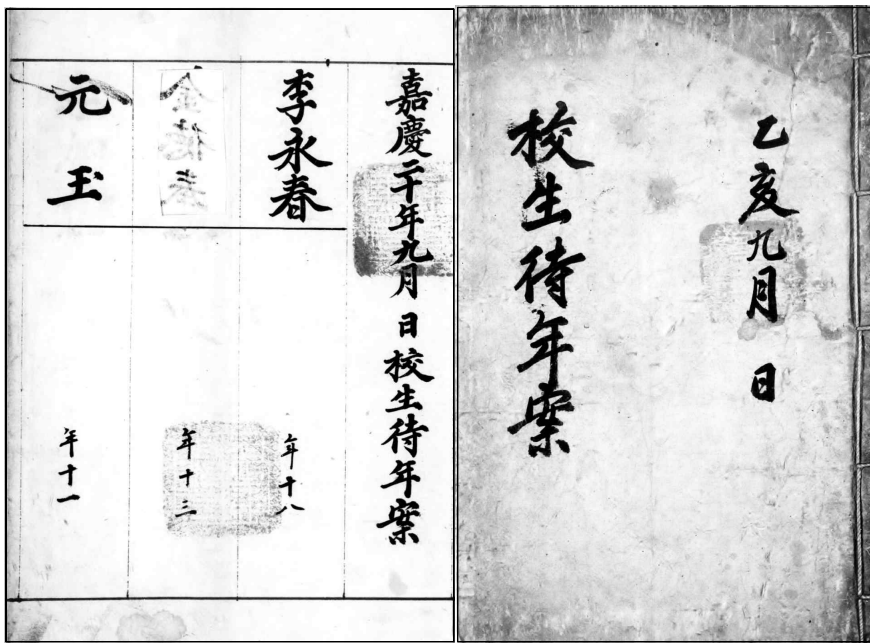 乙亥九月 日
校生待年案
嘉慶二十年九月 日校生待年案
李永春 年十八
年十三
元玉 年十一